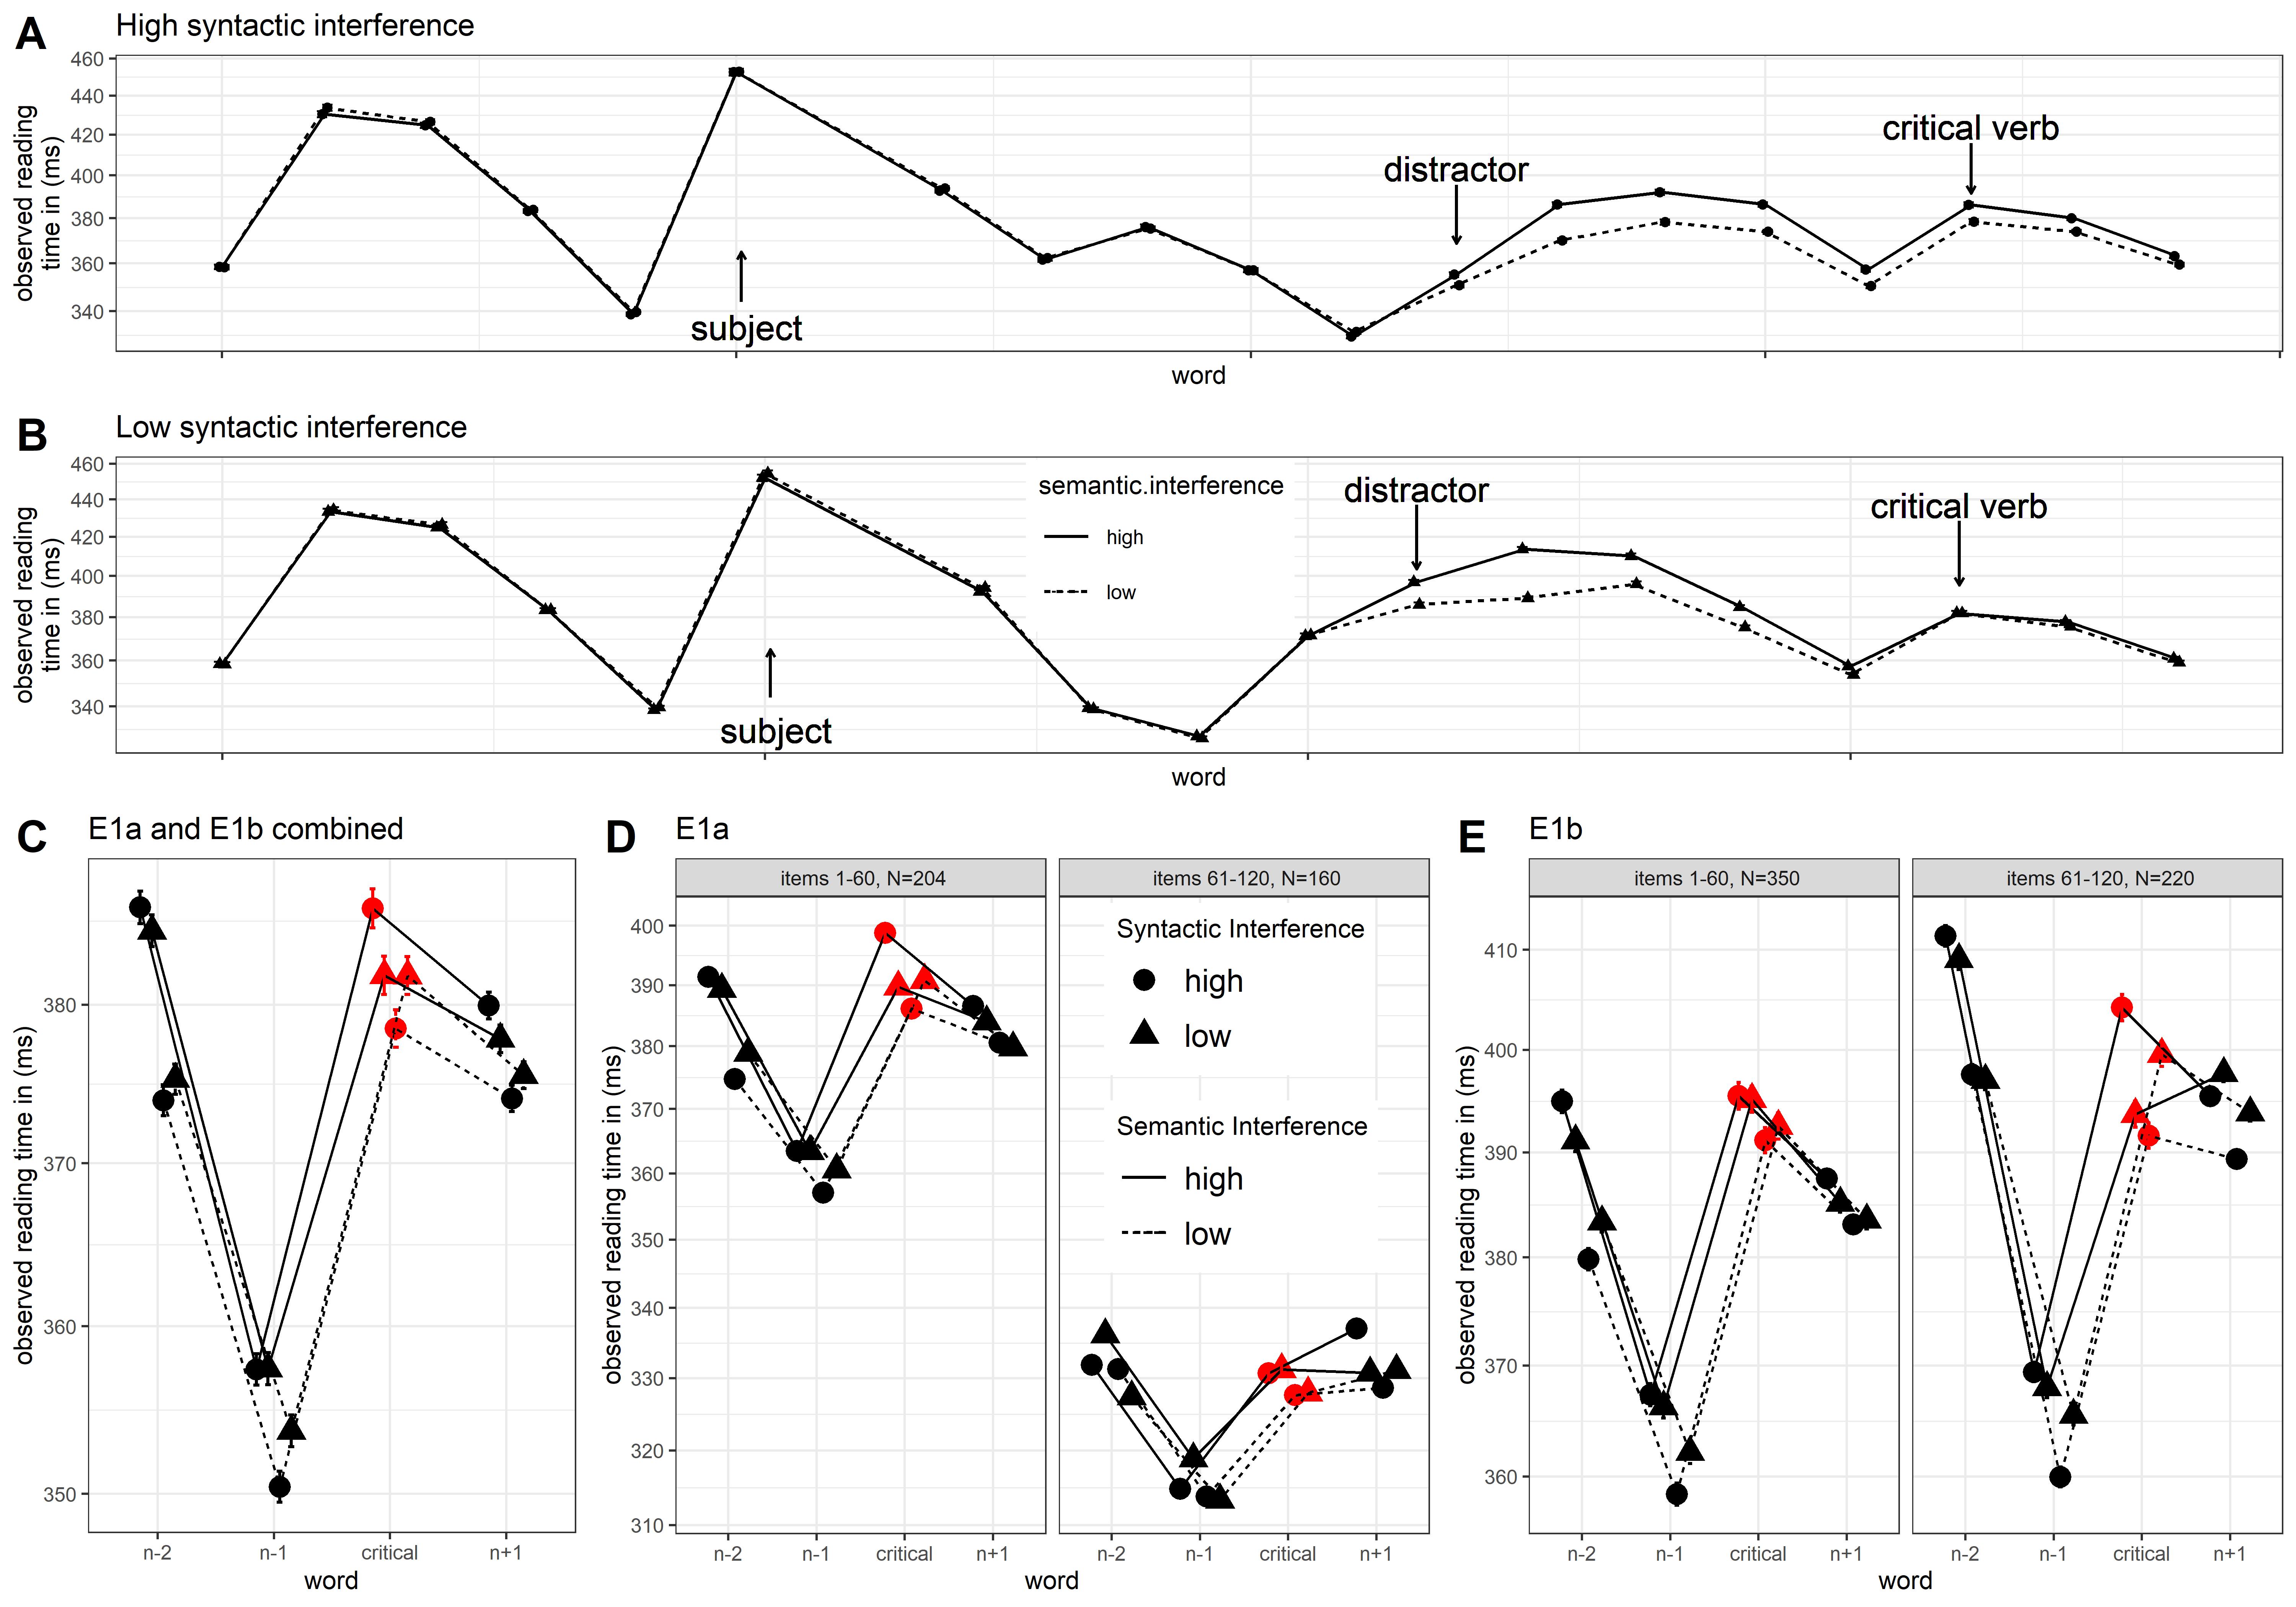 A
High syntactic interference
observed reading
time in (ms)
460
440
420
400
380
360
340
subject
distractor
critical verb
word
B
Low syntactic interference
observed reading
time in (ms)
460
440
420
400
380
360
340
subject
semantic.interference
high
low
distractor
critical verb
word
C
E1a and E1b combined
observed reading time in (ms)
380
370
360
350
n-2
n-1
critical
n+1
word
D
E1a
items 1-60, N=204
items 61-120, N=160
observed reading time in (ms)
400
390
380
370
360
350
340
330
320
310
Syntactic Interference
high
low
Semantic Interference
high
low
n-2
n-1
critical
n+1
n-2
n-1
critical
n+1
word
E
E1b
items 1-60, N=350
items 61-120, N=220
observed reading time in (ms)
410
400
390
380
370
360
n-2
n-1
critical
n+1
n-2
n-1
critical
n+1
word